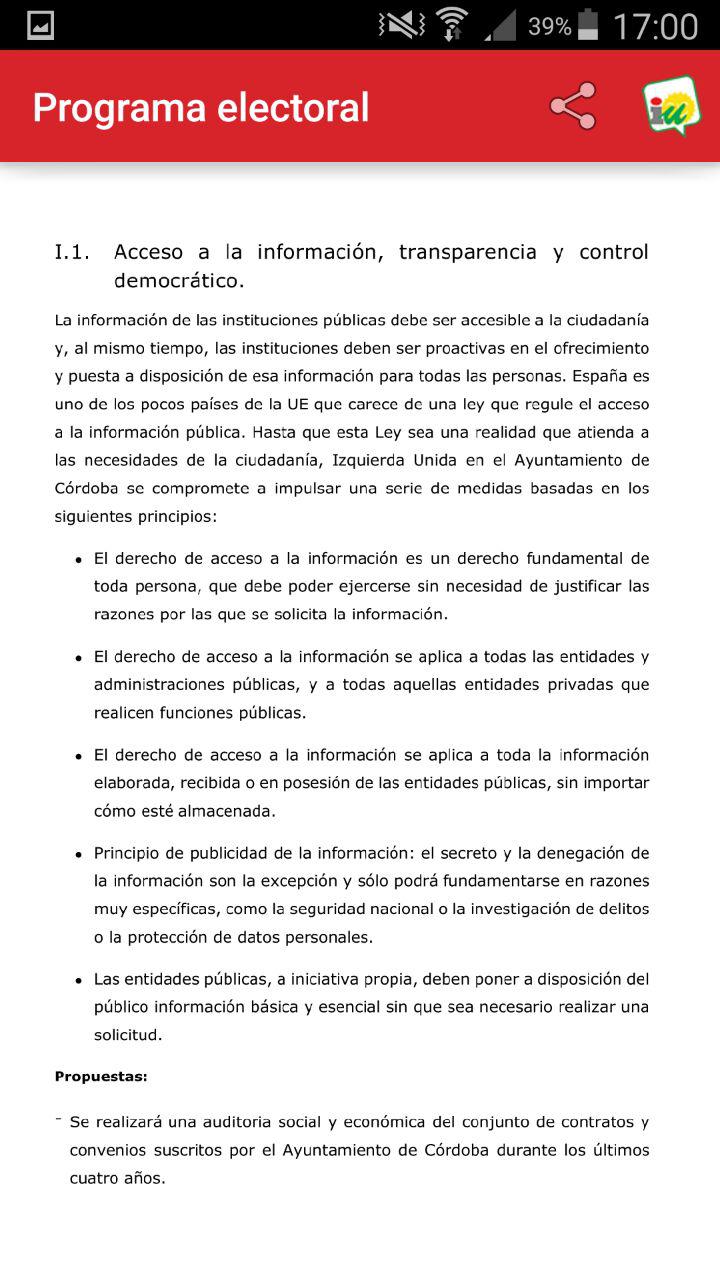 39% 17:00
Programa electoral
iu
I.1. Acceso a la información, transparencia y control
democrático.
La información de las instituciones públicas debe ser accesible a la ciudadanía
y, al mismo tiempo, las instituciones deben ser proactivas en el ofrecimiento
y puesta a disposición de esa información para todas las personas. España es
uno de los pocos países de la UE que carece de una ley que regule el acceso
a la información pública. Hasta que esta Ley sea una realidad que atienda a
las necesidades de la ciudadanía, Izquierda Unida en el Ayuntamiento de
Córdoba se compromete a impulsar una serie de medidas basadas en los
siguientes principios:
• El derecho de acceso a la información es un derecho fundamental de
toda persona, que debe poder ejercerse sin necesidad de justificar las
razones por las que se solicita la información.
• El derecho de acceso a la información se aplica a todas las entidades y
administraciones públicas, y a todas aquellas entidades privadas que
realicen funciones públicas.
• El derecho de acceso a la información se aplica a toda la información
elaborada, recibida o en posesión de las entidades públicas, sin importar
cómo esté almacenada.
• Principio de publicidad de la información: el secreto y la denegación de
la información son la excepción y sólo podrá fundamentarse en razones
muy específicas, como la seguridad nacional o la investigación de delitos
o la protección de datos personales.
• Las entidades públicas, a iniciativa propia, deben poner a disposición del
público información básica y esencial sin que sea necesario realizar una
solicitud.
Propuestas:
- Se realizará una auditoria social y económica del conjunto de contratos y
convenios suscritos por el Ayuntamiento de Córdoba durante los últimos
cuatro años.